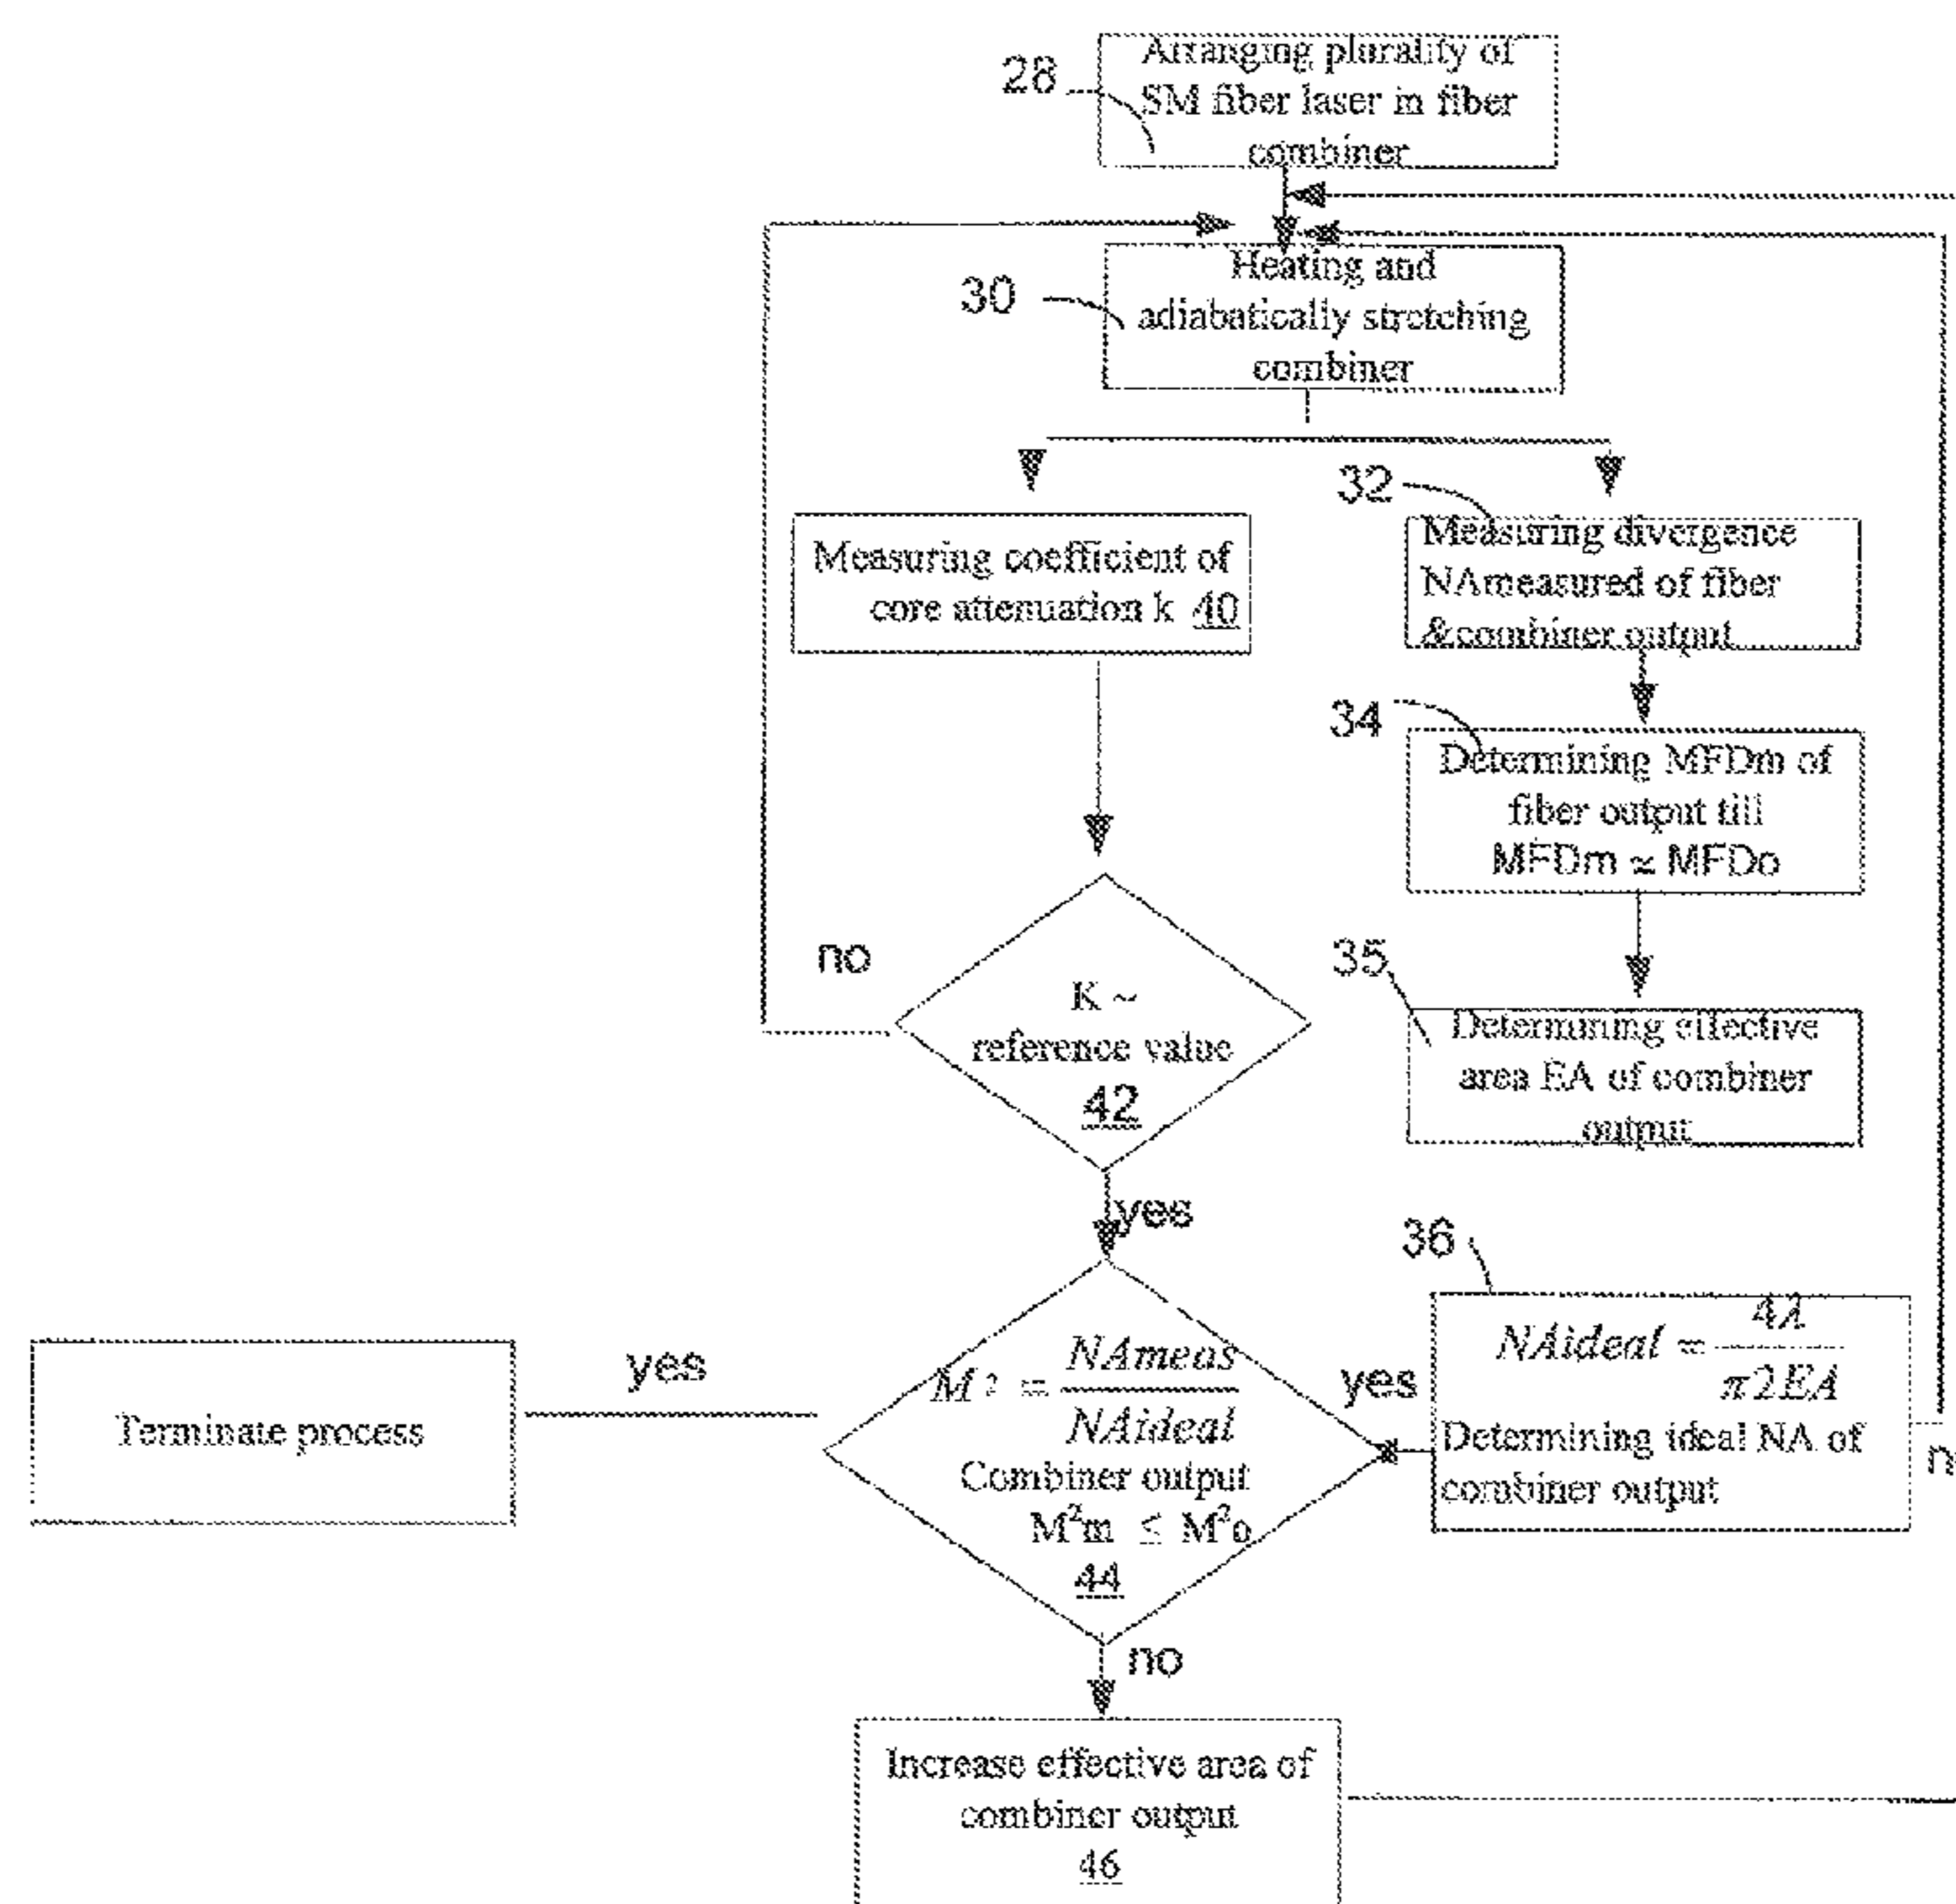 28
Arranging plurality of
SM fiber laser in fiber
combiner
30
Heating and
adiabatically stretching
combiner
Measuring coefficient of
core attenuation k 40
32
Measuring divergence
NAmeasured of fiber
&combiner output
34
Determining MFDm of
fiber output till
MFDm ≃ MFDo
no
K ~
reference value
42
35
Determining effective
area EA of combiner
output
yes
36
NAideal = 4λ / π2EA
Determining ideal NA of
combiner output
Terminate process
yes
M² = NAmeas / NAideal
Combiner output
M²m ≤ M²o
44
yes
no
Increase effective area of
combiner output
46